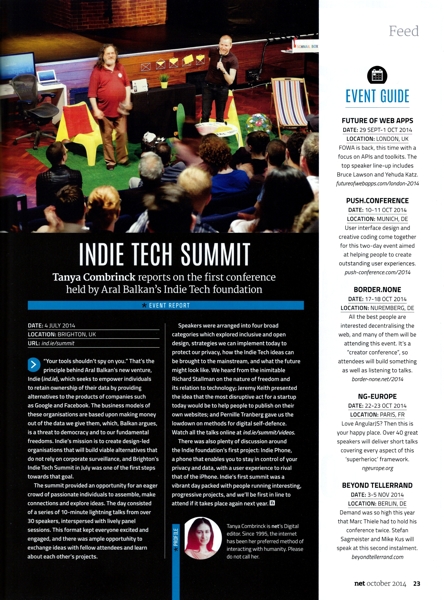 Feed
INDIE TECH SUMMIT
Tanya Combrinck reports on the first conference
held by Aral Balkan's Indie Tech foundation
EVENT REPORT
DATE: 4 JULY 2014
LOCATION: BRIGHTON, UK
URL: ind.ie/summit
"Your tools shouldn't spy on you." That's the
principle behind Aral Balkan's new venture,
Indie (ind.ie), which seeks to empower individuals
to retain ownership of their data by providing
alternatives to the products of companies such
as Google and Facebook. The business models of
these organisations are based upon making money
out of the data we give them, which, Balkan argues,
is a threat to democracy and to our fundamental
freedoms. Indie's mission is to create design-led
organisations that will build viable alternatives that
do not rely on corporate surveillance, and Brighton's
Indie Tech Summit in July was one of the first steps
towards that goal.
The summit provided an opportunity for an eager
crowd of passionate individuals to assemble, make
connections and explore ideas. The day consisted
of a series of 10-minute lightning talks from over
30 speakers, interspersed with lively panel
sessions. This format kept everyone excited and
engaged, and there was ample opportunity to
exchange ideas with fellow attendees and learn
about each other's projects.
Speakers were arranged into four broad
categories which explored inclusive and open
design, strategies we can implement today to
protect our privacy, how the Indie Tech ideas can
be brought to the mainstream, and what the future
might look like. We heard from the inimitable
Richard Stallman on the nature of freedom and
its relation to technology; Jeremy Keith presented
the idea that the most disruptive act for a startup
today would be to help people to publish on their
own websites; and Pernille Tranberg gave us the
lowdown on methods for digital self-defence.
Watch all the talks online at ind.ie/summit/videos.
There was also plenty of discussion around
the Indie foundation's first project: Indie Phone,
a phone that enables you to stay in control of your
privacy and data, with a user experience to rival
that of the iPhone. Indie's first summit was a
vibrant day packed with people running interesting,
progressive projects, and we'll be first in line to
attend if it takes place again next year.
PROFILE
Tanya Combrinck is net's Digital
editor. Since 1995, the internet
has been her preferred method of
interacting with humanity. Please
do not call her.
EVENT GUIDE
FUTURE OF WEB APPS
DATE: 29 SEPT-1 OCT 2014
LOCATION: LONDON, UK
FOWA is back, this time with a
focus on APIs and toolkits. The
top speaker line-up includes
Bruce Lawson and Yehuda Katz.
futureofwebapps.com/london-2014
PUSH.CONFERENCE
DATE: 10-11 OCT 2014
LOCATION: MUNICH, DE
User interface design and
creative coding come together
for this two-day event aimed
at helping people to create
outstanding user experiences.
push-conference.com/2014
BORDER.NONE
DATE: 17-18 OCT 2014
LOCATION: NUREMBERG, DE
All the best people are
interested decentralising the
web, and many of them will be
attending this event. It's a
"creator conference", so
attendees will build something
as well as listening to talks.
border-none.net/2014
NG-EUROPE
DATE: 22-23 OCT 2014
LOCATION: PARIS, FR
Love AngularJS? Then this is
your happy place. Over 40 great
speakers will deliver short talks
covering every aspect of this
'superheroic' framework.
ngeurope.org
BEYOND TELLERRAND
DATE: 3-5 NOV 2014
LOCATION: BERLIN, DE
Demand was so high this year
that Marc Thiele had to hold his
conference twice. Stefan
Sagmeister and Mike Kus will
speak at this second instalment.
beyondtellerrand.com
net october 2014 23